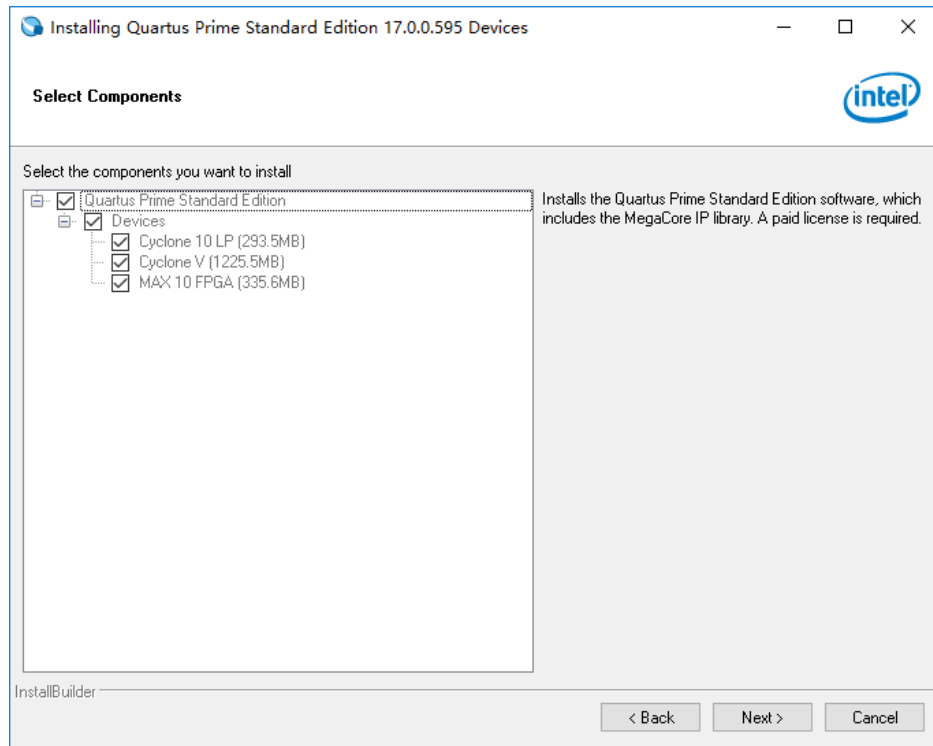 Installing Quartus Prime Standard Edition 17.0.0.595 Devices
Select Components
intel
Select the components you want to install
Quartus Prime Standard Edition
Devices
Cyclone 10 LP (293.5MB)
Cyclone V (1225.5MB)
MAX 10 FPGA (335.6MB)
Installs the Quartus Prime Standard Edition software, which
includes the MegaCore IP library. A paid license is required.
InstallBuilder
< Back
Next >
Cancel